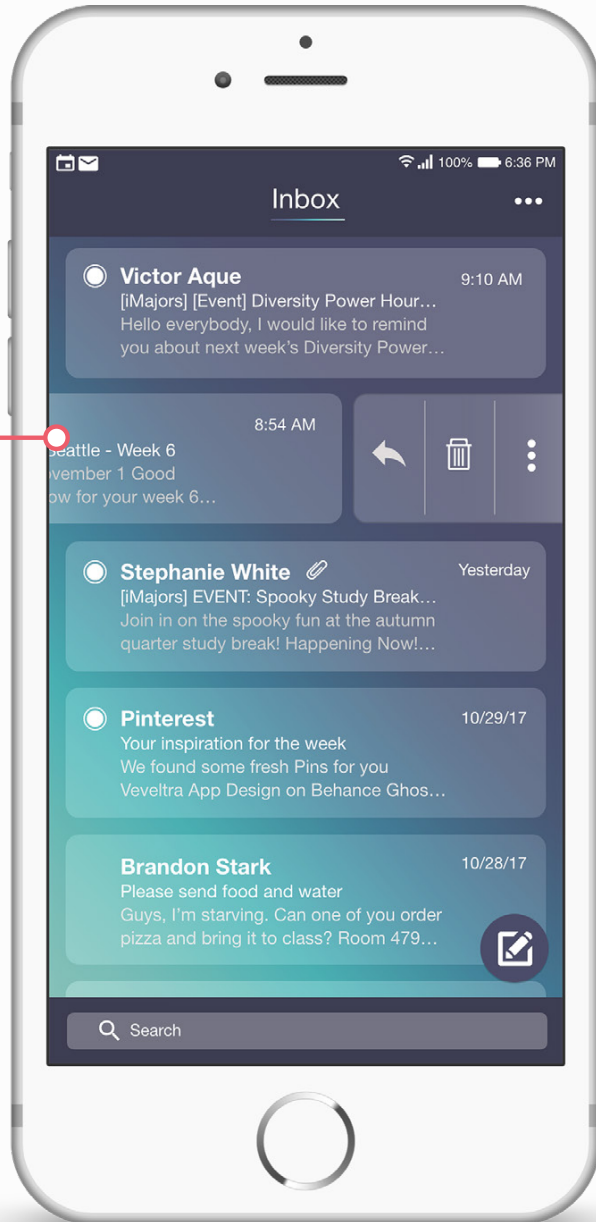 100% 6:36 PM
Inbox
Victor Aque 9:10 AM
[iMajors] [Event] Diversity Power Hour...
Hello everybody, I would like to remind
you about next week's Diversity Power...
8:54 AM
Seattle - Week 6
vember 1 Good
ow for your week 6...
Stephanie White Yesterday
[iMajors] EVENT: Spooky Study Break...
Join in on the spooky fun at the autumn
quarter study break! Happening Now!...
Pinterest 10/29/17
Your inspiration for the week
We found some fresh Pins for you
Veveltra App Design on Behance Ghos...
Brandon Stark 10/28/17
Please send food and water
Guys, I'm starving. Can one of you order
pizza and bring it to class? Room 479...
Search